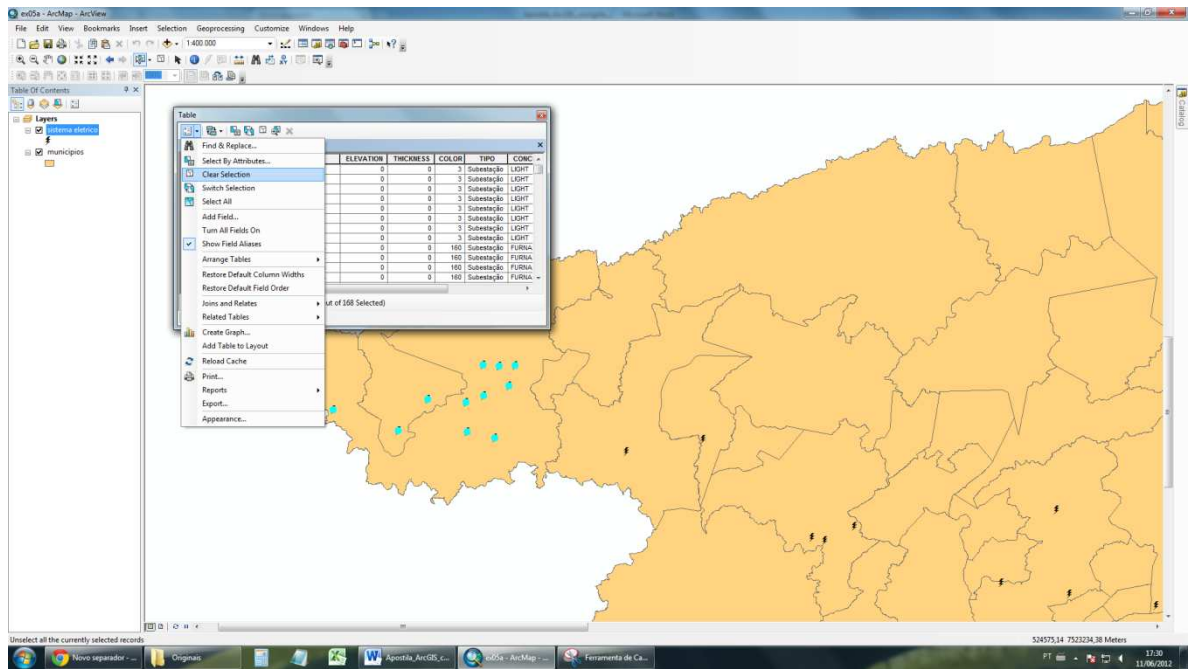 ex05a - ArcMap - ArcView
File Edit View Bookmarks Insert Selection Geoprocessing Customize Windows Help
1:400.000
Table Of Contents
Layers
sistema eletrico
municipios
Catalog
Table
Find & Replace...
Select By Attributes...
Clear Selection
Switch Selection
Select All
Add Field...
Turn All Fields On
Show Field Aliases
Arrange Tables
Restore Default Column Widths
Restore Default Field Order
Joins and Relates
Related Tables
Create Graph...
Add Table to Layout
Reload Cache
Print...
Reports
Export...
Appearance...
ELEVATION THICKNESS COLOR TIPO CONC
0 0 3 Subestação LIGHT
0 0 3 Subestação LIGHT
0 0 3 Subestação LIGHT
0 0 3 Subestação LIGHT
0 0 3 Subestação LIGHT
0 0 3 Subestação LIGHT
0 0 3 Subestação LIGHT
0 0 3 Subestação LIGHT
0 0 160 Subestação FURNA
0 0 160 Subestação FURNA
0 0 160 Subestação FURNA
0 0 160 Subestação FURNA
ut of 168 Selected)
Unselect all the currently selected records
524575,14 7523234,38 Meters
Novo separador - ...
Originais
Apostila_ArcGIS_c...
ex05a - ArcMap - ...
Ferramenta de Ca...
PT
17:30
11/06/2012